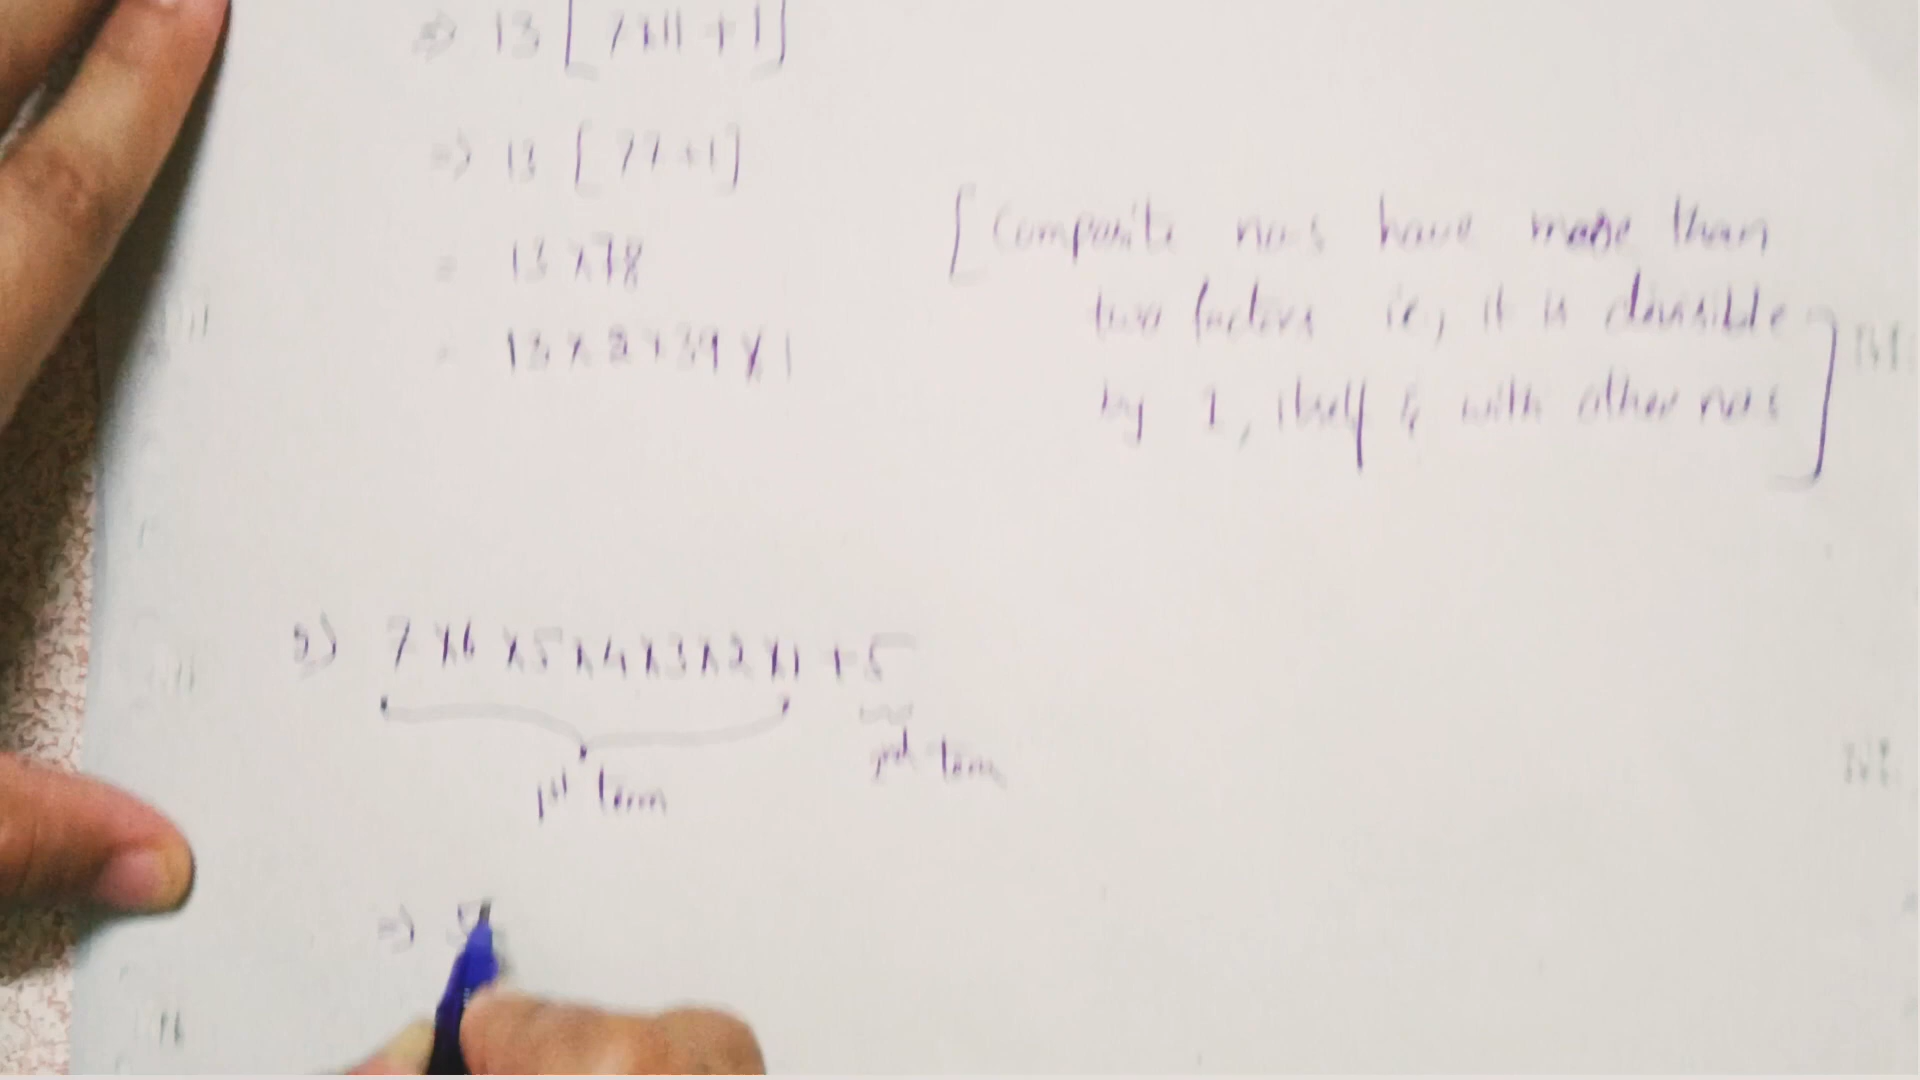 ⇒ 13 [ 7×11 + 1 ]
⇒ 13 [ 77 + 1 ]
= 13 × 78
= 13 × 2 × 39 × 1
[ Composite no's have more than
two factors ie, it is divisible
by 1, itself & with other no's ]
2) 7 × 6 × 5 × 4 × 3 × 2 × 1 + 5
1st term 2nd term
⇒ 5